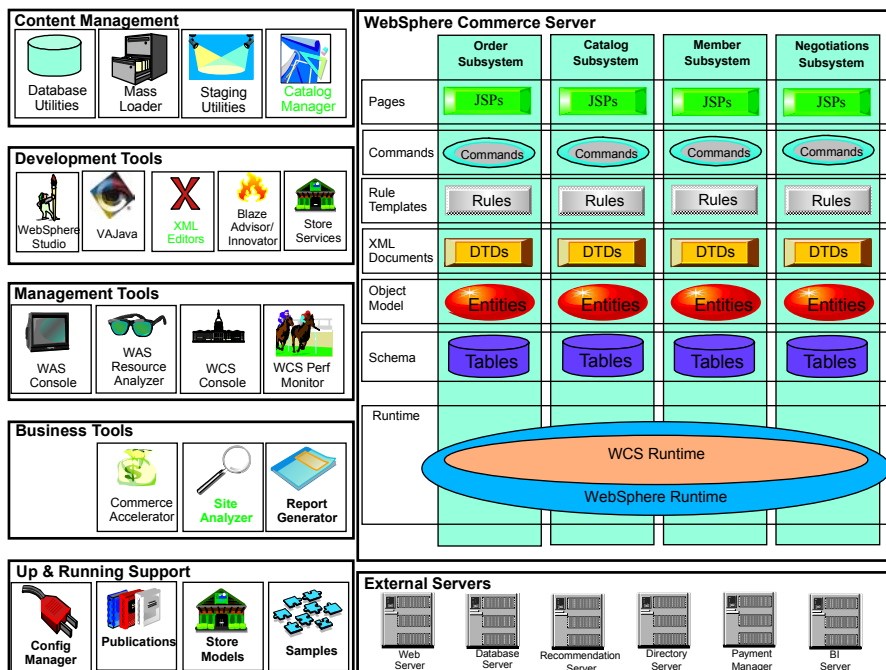 Content Management
Database
Utilities
Mass
Loader
Staging
Utilities
Catalog
Manager
Development Tools
WebSphere
Studio
VAJava
X
XML
Editors
Blaze
Advisor/
Innovator
Store
Services
Management Tools
WAS
Console
WAS
Resource
Analyzer
WCS
Console
WCS Perf
Monitor
Business Tools
Commerce
Accelerator
$
Site
Analyzer
Report
Generator
Up & Running Support
Config
Manager
Publications
Store
Models
Samples
WebSphere Commerce Server
Order
Subsystem
Catalog
Subsystem
Member
Subsystem
Negotiations
Subsystem
Pages
JSPs
JSPs
JSPs
JSPs
Commands
Commands
Commands
Commands
Commands
Rule
Templates
Rules
Rules
Rules
Rules
XML
Documents
DTDs
DTDs
DTDs
DTDs
Object
Model
Entities
Entities
Entities
Entities
Schema
Tables
Tables
Tables
Tables
Runtime
WCS Runtime
WebSphere Runtime
External Servers
Web
Server
Database
Server
Recommendation
Server
Directory
Server
Payment
Manager
BI
Server